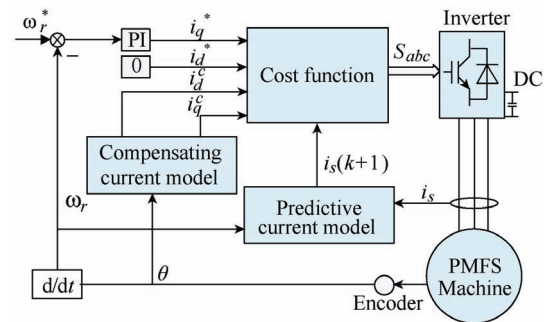 ω_r^*
−
PI
0
i_q^*
i_d^*
i_d^c
i_q^c
Cost function
S_abc
Inverter
DC
Compensating
current model
i_s(k+1)
ω_r
Predictive
current model
i_s
d/dt
θ
Encoder
PMFS
Machine